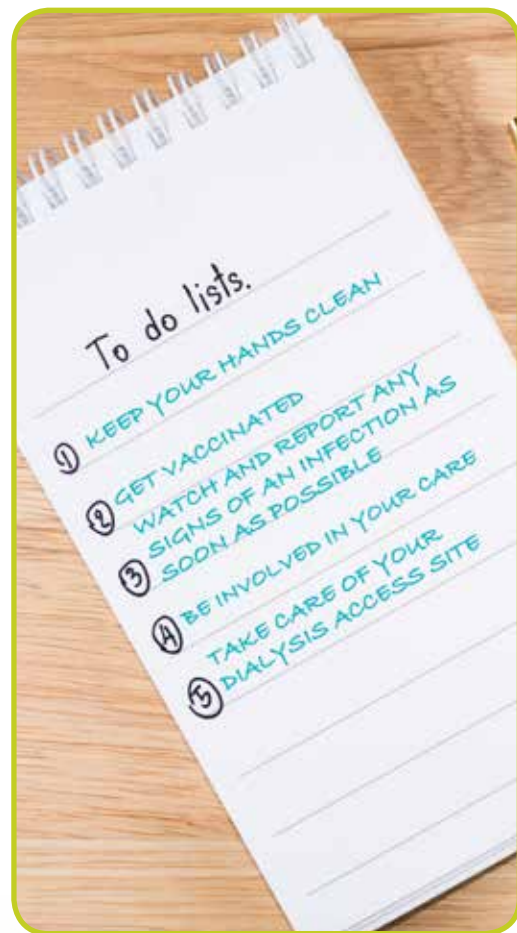 To do lists.
① KEEP YOUR HANDS CLEAN
② GET VACCINATED
WATCH AND REPORT ANY
SIGNS OF AN INFECTION AS
③ SOON AS POSSIBLE
④ BE INVOLVED IN YOUR CARE
TAKE CARE OF YOUR
⑤ DIALYSIS ACCESS SITE